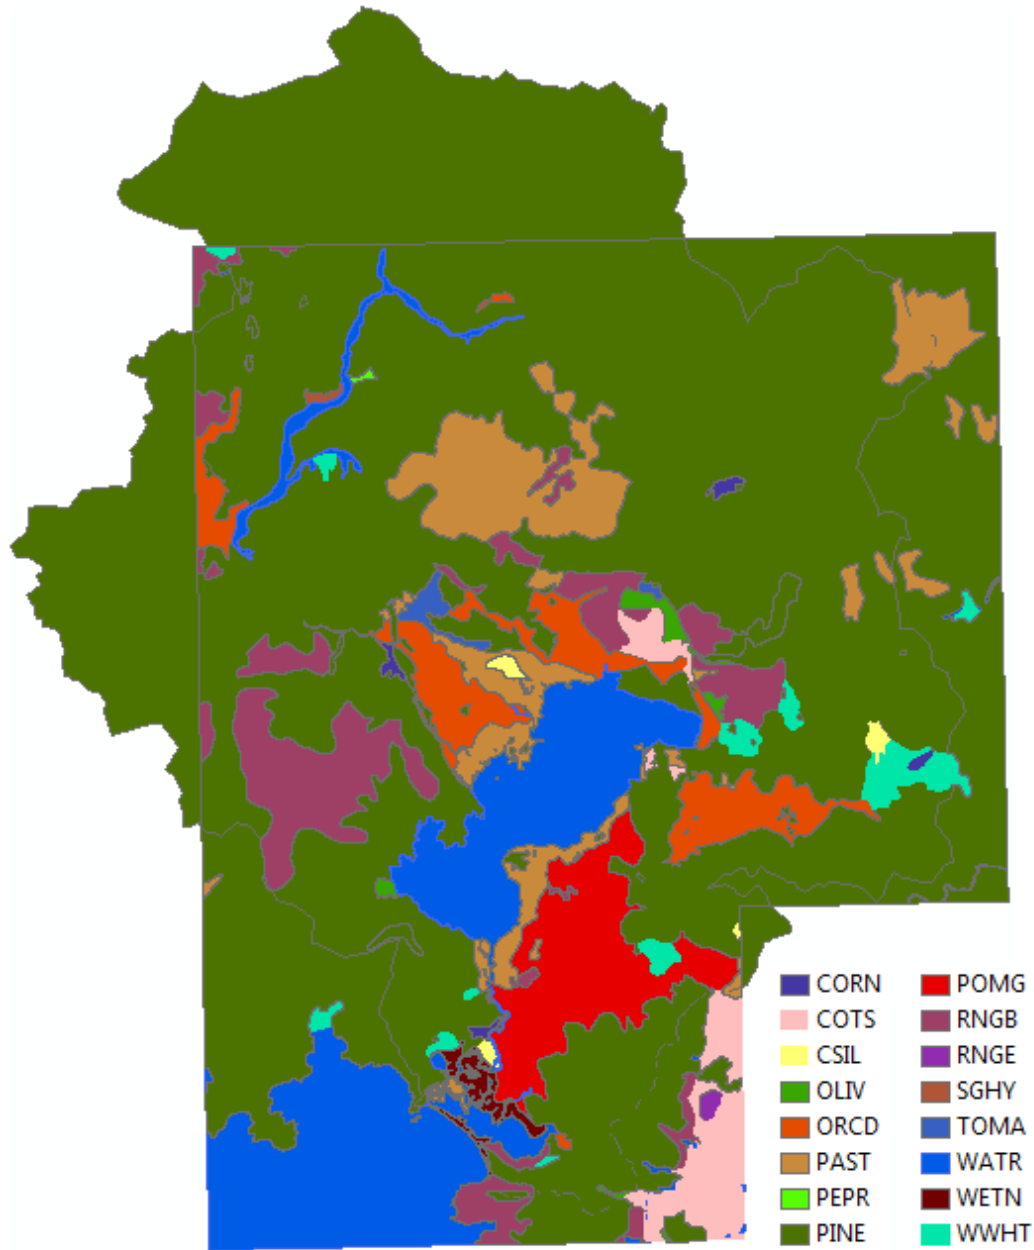 CORN POMG
COTS RNGB
CSIL RNGE
OLIV SGHY
ORCD TOMA
PAST WATR
PEPR WETN
PINE WWHT